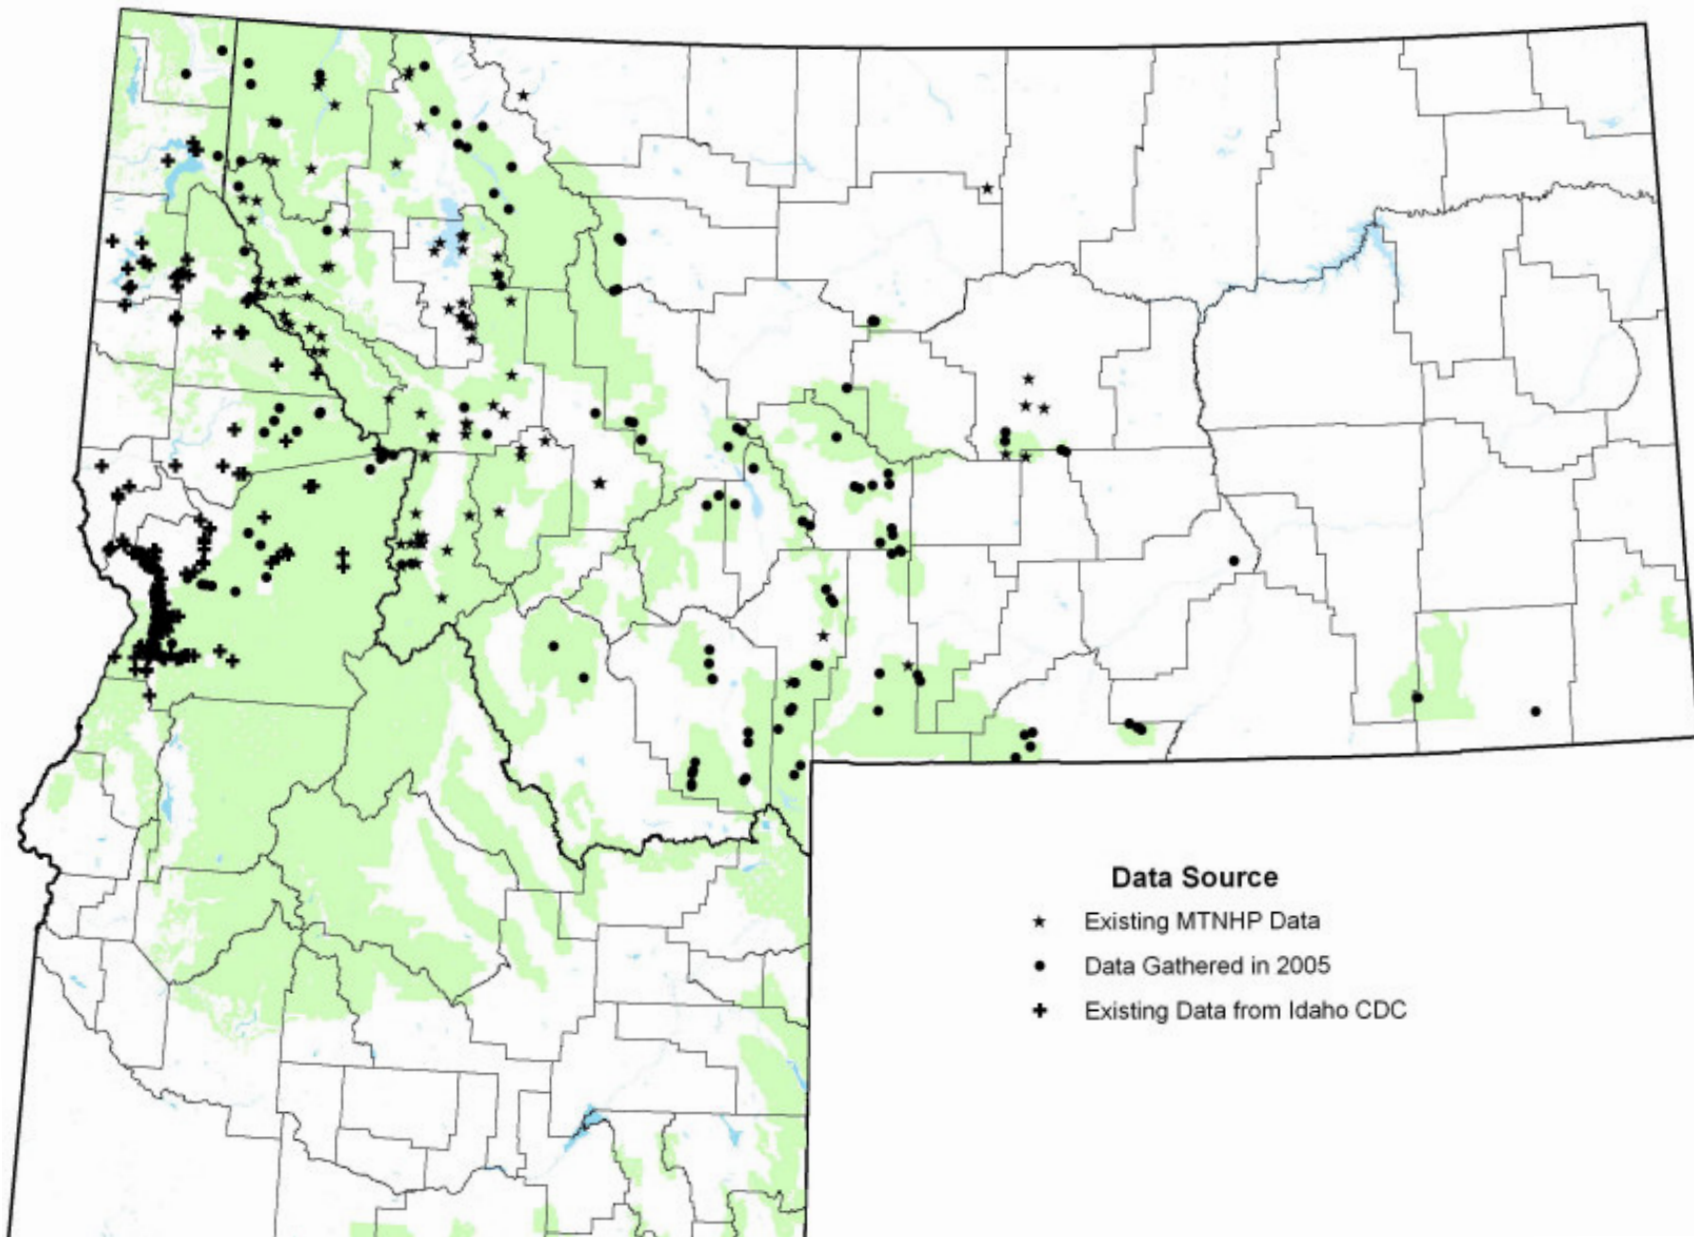 Data Source
Existing MTNHP Data
Data Gathered in 2005
Existing Data from Idaho CDC